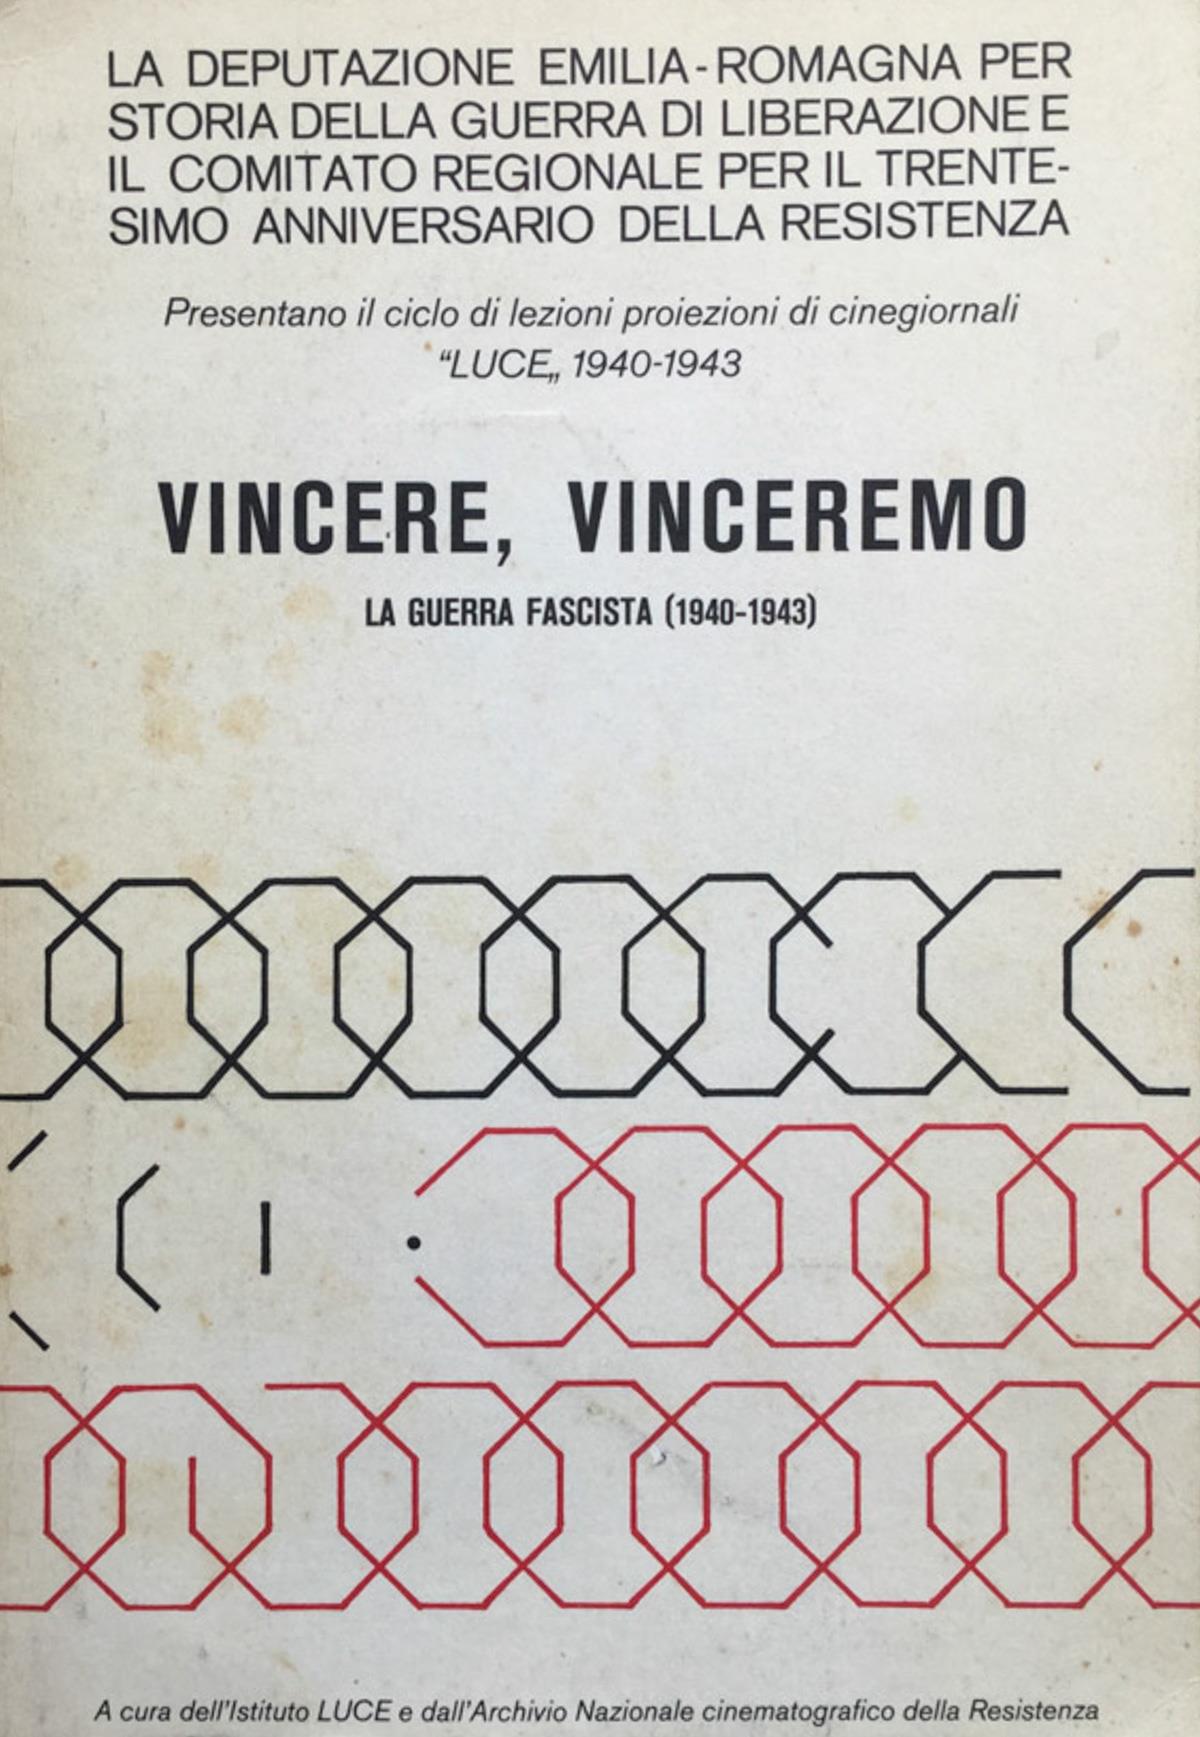 LA DEPUTAZIONE EMILIA-ROMAGNA PER
STORIA DELLA GUERRA DI LIBERAZIONE E
IL COMITATO REGIONALE PER IL TRENTE-
SIMO ANNIVERSARIO DELLA RESISTENZA
Presentano il ciclo di lezioni proiezioni di cinegiornali
“LUCE„ 1940-1943
VINCERE, VINCEREMO
LA GUERRA FASCISTA (1940-1943)
A cura dell'Istituto LUCE e dall'Archivio Nazionale cinematografico della Resistenza